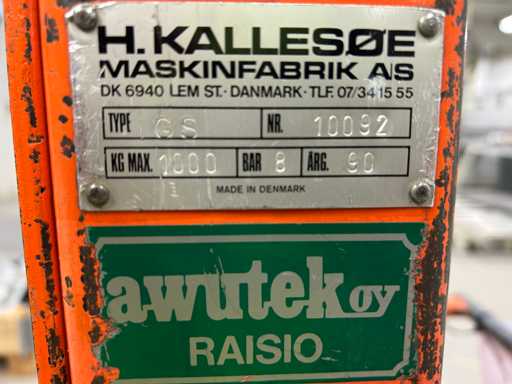 H. KALLESØE
MASKINFABRIK A/S
DK 6940 LEM ST. · DANMARK · TLF. 07/34 15 55
TYPE GS NR. 10092
KG MAX. 1000 BAR 8 ÅRG. 90
MADE IN DENMARK
awutek oy
RAISIO